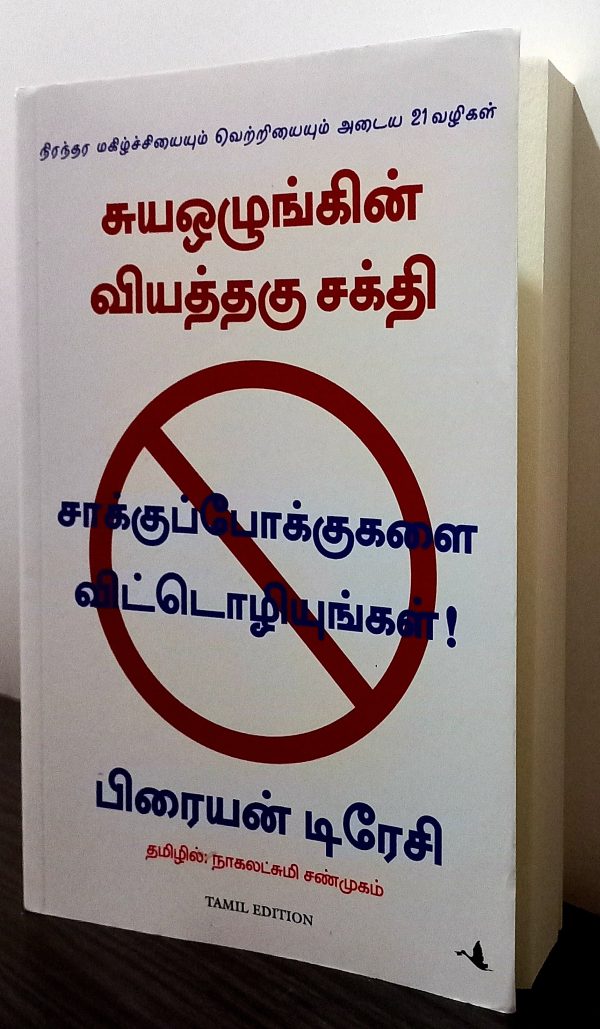 நிரந்தர மகிழ்ச்சியையும் வெற்றியையும் அடைய 21 வழிகள்
சுயஒழுங்கின்
வியத்தகு சக்தி
சாக்குப்போக்குகளை
விட்டொழியுங்கள்!
பிரையன் டிரேசி
தமிழில்: நாகலட்சுமி சண்முகம்
TAMIL EDITION